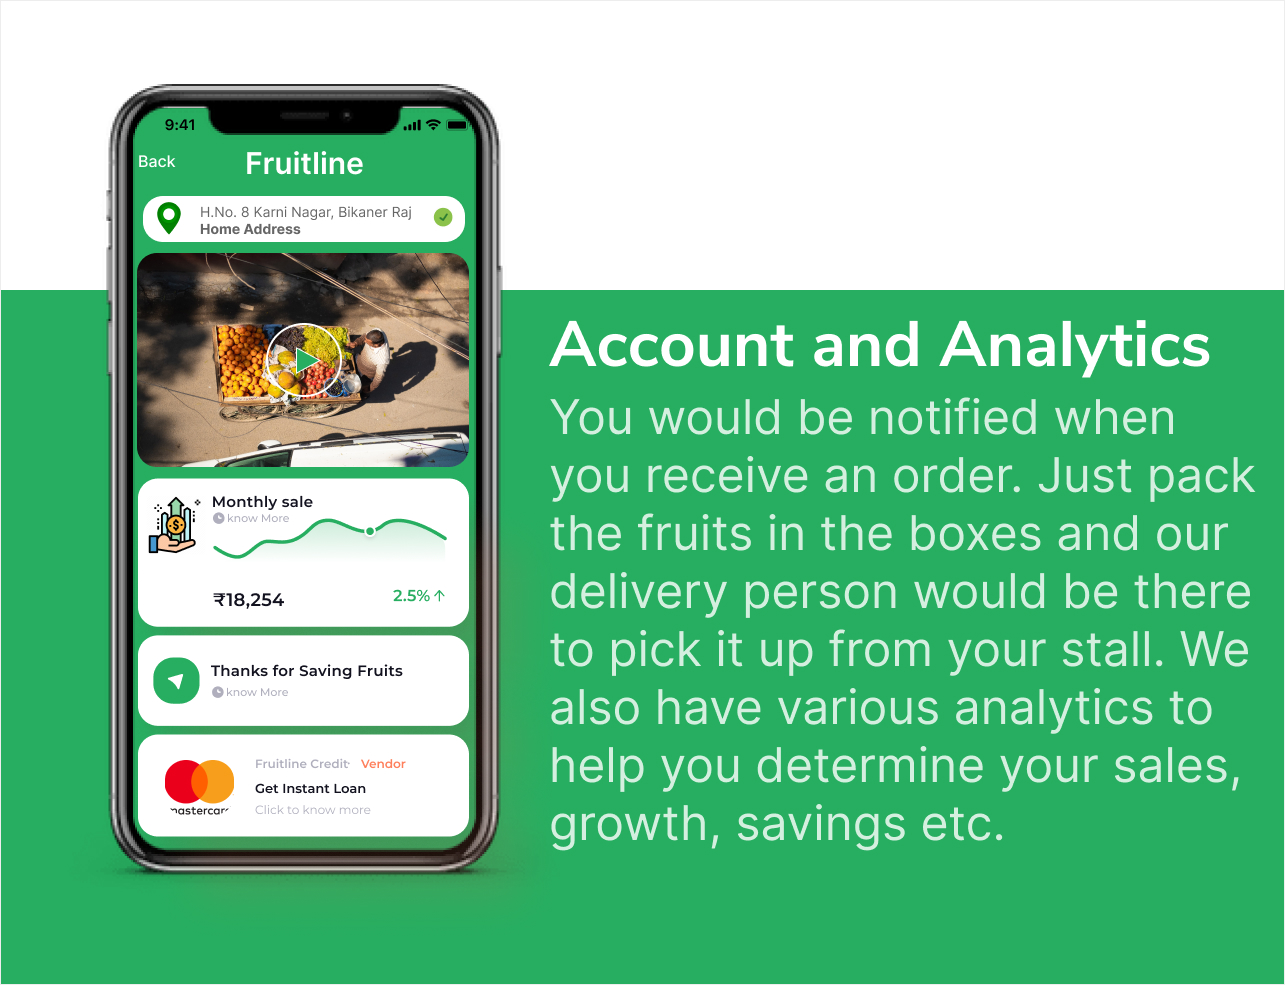 9:41
Back
Fruitline
H.No. 8 Karni Nagar, Bikaner Raj
Home Address
Monthly sale
know More
₹18,254
2.5%
Thanks for Saving Fruits
know More
Fruitline Credit Vendor
Get Instant Loan
Click to know more
mastercard
Account and Analytics
You would be notified when
you receive an order. Just pack
the fruits in the boxes and our
delivery person would be there
to pick it up from your stall. We
also have various analytics to
help you determine your sales,
growth, savings etc.